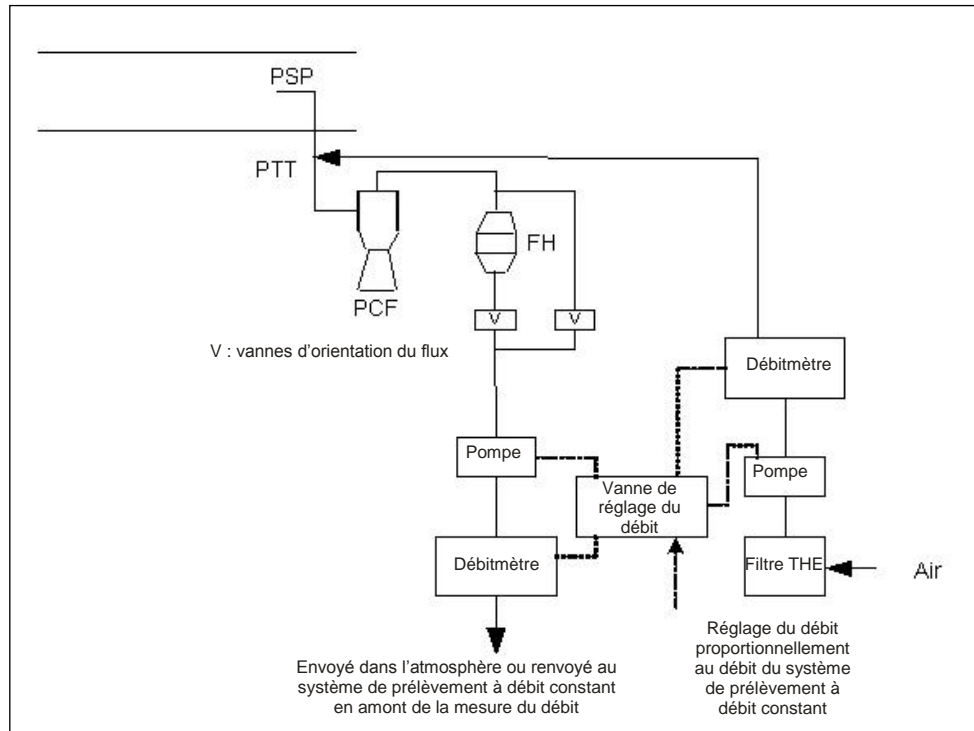 PSP
PTT
FH
PCF
V
V
V : vannes d'orientation du flux
Débitmètre
Pompe
Pompe
Vanne de
réglage du
débit
Débitmètre
Filtre THE
Air
Envoyé dans l'atmosphère ou renvoyé au
système de prélèvement à débit constant
en amont de la mesure du débit
Réglage du débit
proportionnellement
au débit du système
de prélèvement à
débit constant